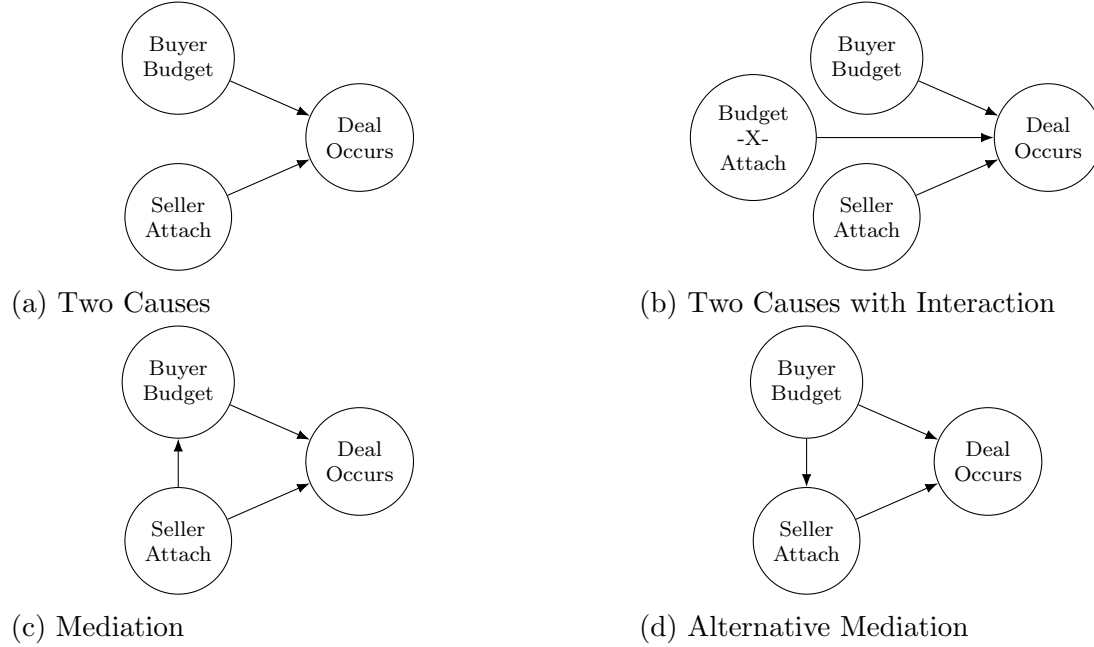 Buyer
Budget
Deal
Occurs
Seller
Attach
(a) Two Causes
Buyer
Budget
Budget
-X-
Attach
Deal
Occurs
Seller
Attach
(b) Two Causes with Interaction
Buyer
Budget
Deal
Occurs
Seller
Attach
(c) Mediation
Buyer
Budget
Deal
Occurs
Seller
Attach
(d) Alternative Mediation